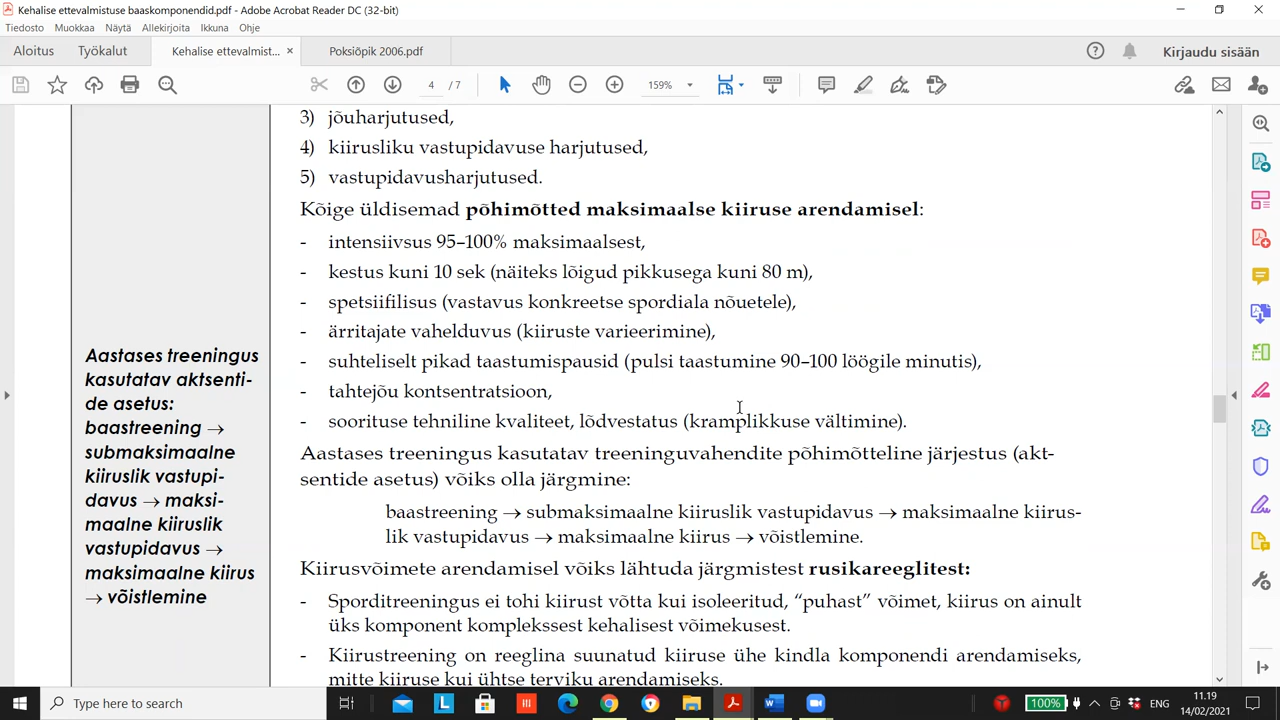 Kehalise ettevalmistuse baaskomponendid.pdf - Adobe Acrobat Reader DC (32-bit)
Tiedosto Muokkaa Näytä Allekirjoita Ikkuna Ohje
Aloitus Työkalut Kehalise ettevalmist... × Poksiõpik 2006.pdf Kirjaudu sisään
4 / 7 159%
3) jõuharjutused,
4) kiirusliku vastupidavuse harjutused,
5) vastupidavusharjutused.
Kõige üldisemad põhimõtted maksimaalse kiiruse arendamisel:
- intensiivsus 95–100% maksimaalsest,
- kestus kuni 10 sek (näiteks lõigud pikkusega kuni 80 m),
- spetsiifilisus (vastavus konkreetse spordiala nõuetele),
- ärritajate vahelduvus (kiiruste varieerimine),
- suhteliselt pikad taastumispausid (pulsi taastumine 90–100 löögile minutis),
- tahtejõu kontsentratsioon,
- soorituse tehniline kvaliteet, lõdvestatus (kramplikkuse vältimine).
Aastases treeningus kasutatav treeninguvahendite põhimõtteline järjestus (akt-
sentide asetus) võiks olla järgmine:
baastreening → submaksimaalne kiiruslik vastupidavus → maksimaalne kiirus-
lik vastupidavus → maksimaalne kiirus → võistlemine.
Kiirusvõimete arendamisel võiks lähtuda järgmistest rusikareeglitest:
- Sporditreeningus ei tohi kiirust võtta kui isoleeritud, “puhast” võimet, kiirus on ainult
üks komponent komplekssest kehalisest võimekusest.
- Kiirustreening on reeglina suunatud kiiruse ühe kindla komponendi arendamiseks,
mitte kiiruse kui ühtse terviku arendamiseks.
Aastases treeningus
kasutatav aktsenti-
de asetus:
baastreening →
submaksimaalne
kiiruslik vastupi-
davus → maksi-
maalne kiiruslik
vastupidavus →
maksimaalne kiirus
→ võistlemine
Type here to search
100% ENG 11.19
14/02/2021